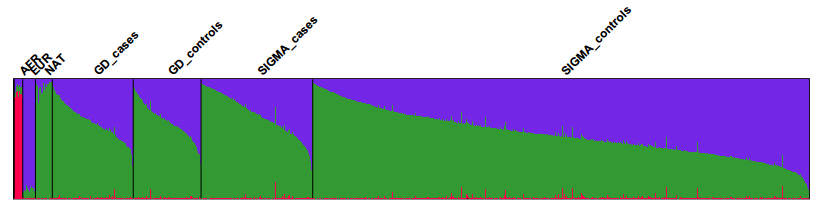 AFR
EUR
NAT
GD_cases
GD_controls
SIGMA_cases
SIGMA_controls